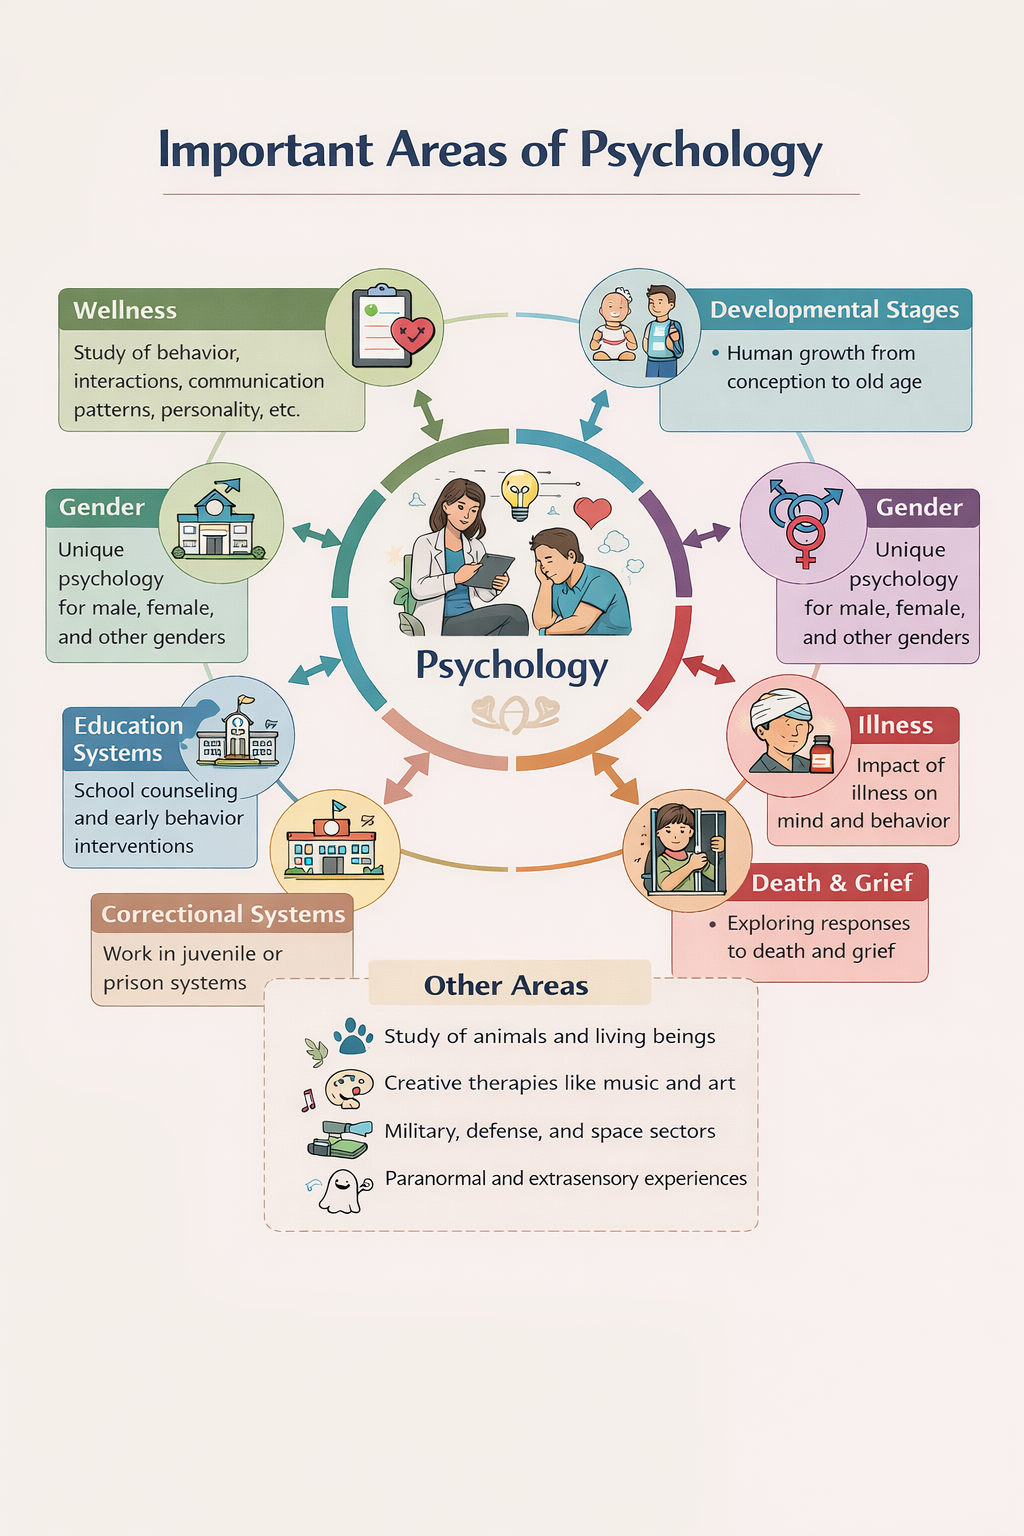 Important Areas of Psychology
Wellness
Study of behavior,
interactions, communication
patterns, personality, etc.
Developmental Stages
• Human growth from
conception to old age
Gender
Unique
psychology
for male, female,
and other genders
Gender
Unique
psychology
for male, female,
and other genders
Psychology
Education
Systems
School counseling
and early behavior
interventions
Illness
Impact of
illness on
mind and behavior
Correctional Systems
Work in juvenile or
prison systems
Death & Grief
• Exploring responses
to death and grief
Other Areas
Study of animals and living beings
Creative therapies like music and art
Military, defense, and space sectors
Paranormal and extrasensory experiences